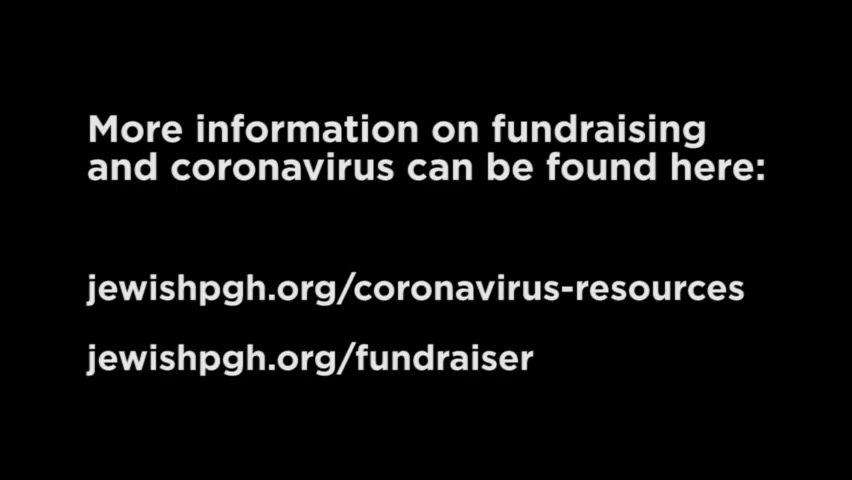 More information on fundraising
and coronavirus can be found here:
jewishpgh.org/coronavirus-resources
jewishpgh.org/fundraiser